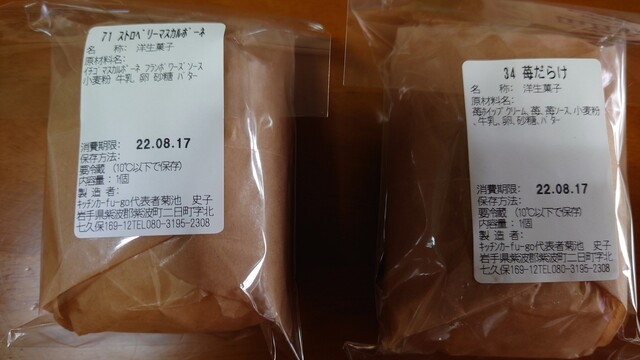 71 ｽﾄﾛﾍﾞﾘｰﾏｽｶﾙﾎﾟｰﾈ
名　称: 洋生菓子
原材料名:
ｲﾁｺﾞﾏｽｶﾙﾎﾟｰﾈ ﾌﾗﾝﾎﾞﾜｰｽﾞｿｰｽ
小麦粉 牛乳 卵 砂糖 ﾊﾞﾀｰ
消費期限: 22.08.17
保存方法:
要冷蔵 (10℃以下で保存)
内容量: 1個
製造者:
ｷｯﾁﾝｶｰfu-go代表者菊池　史子
岩手県紫波郡紫波町二日町字北
七久保169-12TEL080-3195-2308
34 苺だらけ
名　称: 洋生菓子
原材料名:
苺ﾎｲｯﾌﾟｸﾘｰﾑ､苺､苺ｿｰｽ､小麦粉
､牛乳､卵､砂糖､ﾊﾞﾀｰ
消費期限: 22.08.17
保存方法:
要冷蔵 (10℃以下で保存)
内容量: 1個
製造者:
ｷｯﾁﾝｶｰfu-go代表者菊池　史子
岩手県紫波郡紫波町二日町字北
七久保169-12TEL080-3195-2308